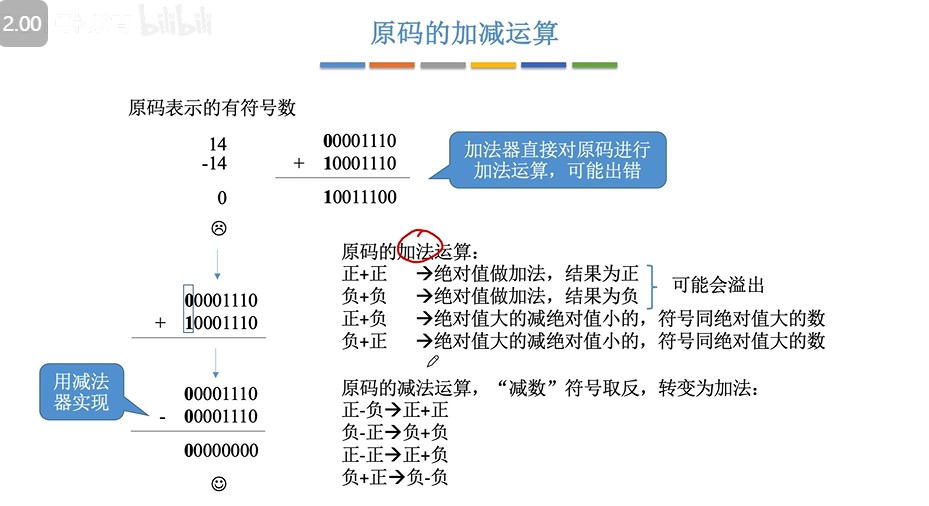 2.00
bilibili
原码的加减运算
原码表示的有符号数
14
-14
0
00001110
+ 10001110
10011100
加法器直接对原码进行
加法运算，可能出错
00001110
+ 10001110
用减法
器实现
00001110
- 00001110
00000000
原码的加法运算：
正+正 →绝对值做加法，结果为正
负+负 →绝对值做加法，结果为负
可能会溢出
正+负 →绝对值大的减绝对值小的，符号同绝对值大的数
负+正 →绝对值大的减绝对值小的，符号同绝对值大的数
原码的减法运算，“减数”符号取反，转变为加法：
正-负→正+正
负-正→负+负
正-正→正+负
负+正→负-负